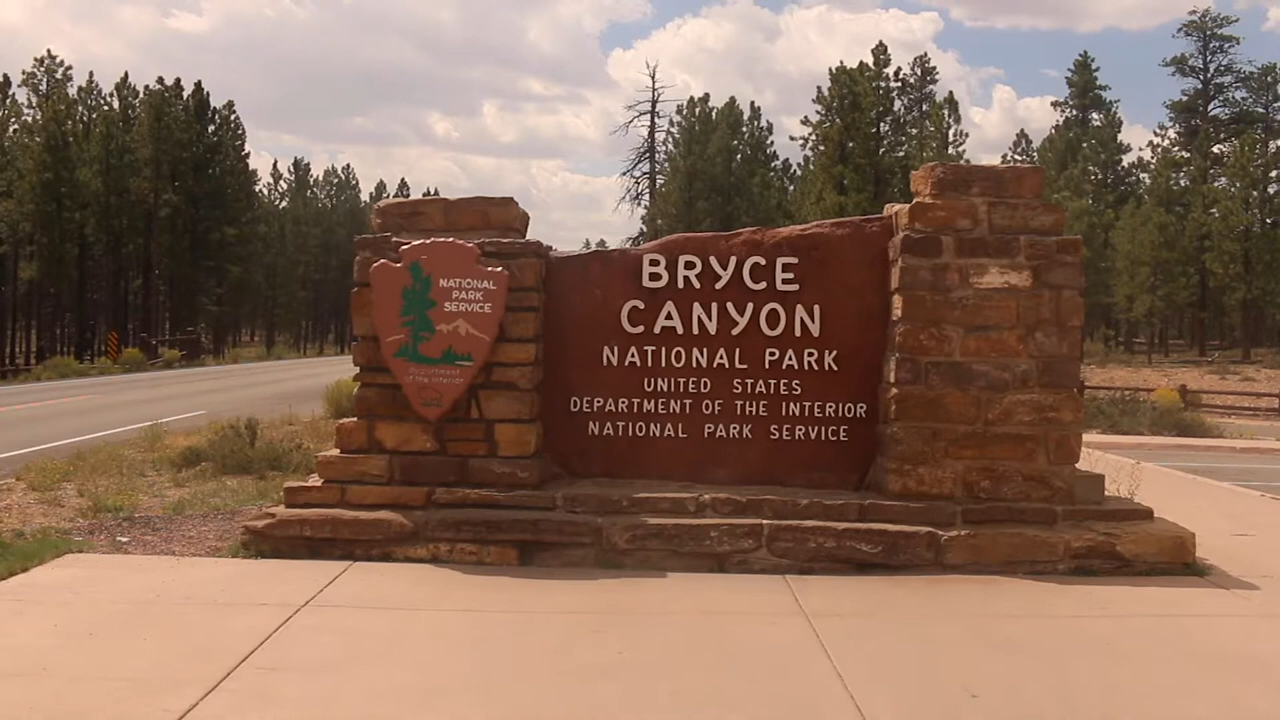 NATIONAL
PARK
SERVICE
Department
of the Interior
BRYCE
CANYON
NATIONAL PARK
UNITED STATES
DEPARTMENT OF THE INTERIOR
NATIONAL PARK SERVICE